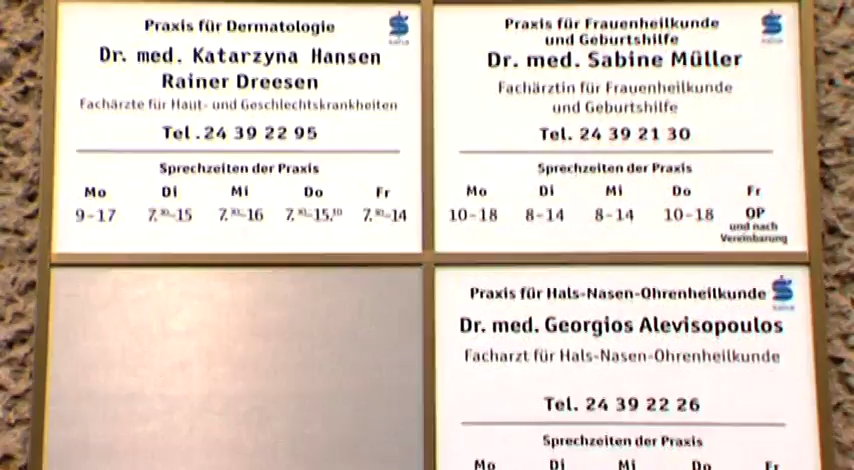 Praxis für Dermatologie
Dr. med. Katarzyna Hansen
Rainer Dreesen
Fachärzte für Haut- und Geschlechtskrankheiten
Tel. 24 39 22 95
Sprechzeiten der Praxis
Mo Di Mi Do Fr
9-17 7.³⁰-15 7.³⁰-16 7.³⁰-15.³⁰ 7.³⁰-14
Praxis für Frauenheilkunde
und Geburtshilfe
Dr. med. Sabine Müller
Fachärztin für Frauenheilkunde
und Geburtshilfe
Tel. 24 39 21 30
Sprechzeiten der Praxis
Mo Di Mi Do Fr
10-18 8-14 8-14 10-18 OP
und nach
Vereinbarung
Praxis für Hals-Nasen-Ohrenheilkunde
Dr. med. Georgios Alevisopoulos
Facharzt für Hals-Nasen-Ohrenheilkunde
Tel. 24 39 22 26
Sprechzeiten der Praxis
Mo Di Mi Do Fr